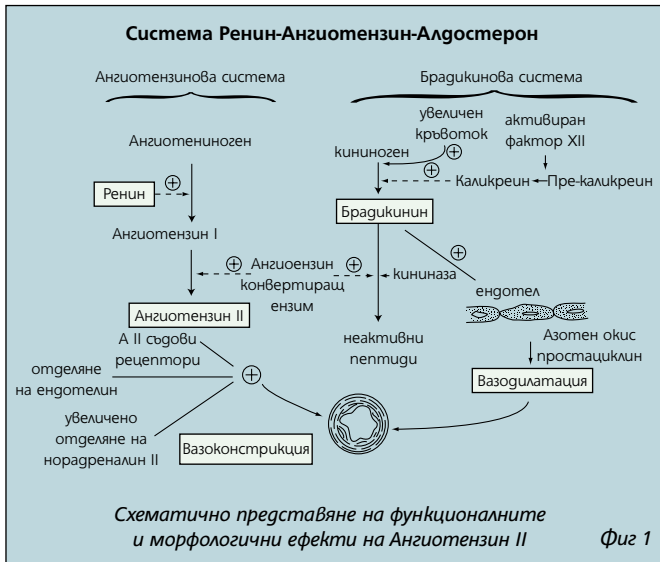 Система Ренин-Ангиотензин-Алдостерон
Ангиотензинова система
Брадикинова система
увеличен
кръвоток
активиран
фактор XII
Ангиотениноген
кининоген
⊕
⊕
⊕
Ренин
Каликреин
Пре-каликреин
Брадикинин
Ангиотензин I
⊕
⊕ Ангиоензин ⊕
конвертиращ
ензим
кининаза
ендотел
Ангиотензин II
А II съдови
рецептори
неактивни
пептиди
Азотен окис
простациклин
отделяне
на ендотелин
⊕
Вазодилатация
увеличено
отделяне на
норадреналин II
Вазоконстрикция
Схематично представяне на функционалните
и морфологични ефекти на Ангиотензин II
Фиг 1